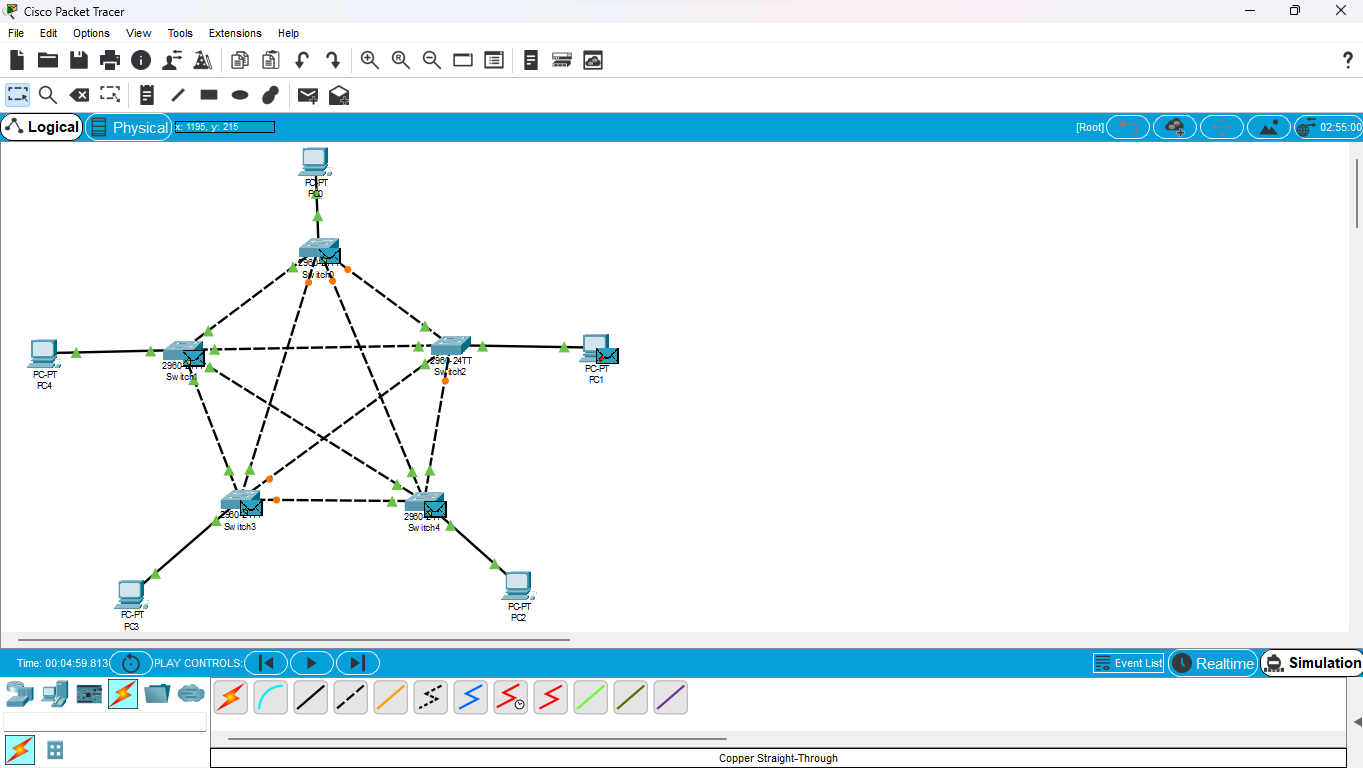 Cisco Packet Tracer
File Edit Options View Tools Extensions Help
Logical Physical x: 1195, y: 215 [Root] 02:55:00
PC-PT
PC0
2960-24TT
Switch0
PC-PT
PC4
2960-24TT
Switch1
2960-24TT
Switch2
PC-PT
PC1
2960-24TT
Switch3
2960-24TT
Switch4
PC-PT
PC3
PC-PT
PC2
Time: 00:04:59.813 PLAY CONTROLS: Event List Realtime Simulation
Copper Straight-Through